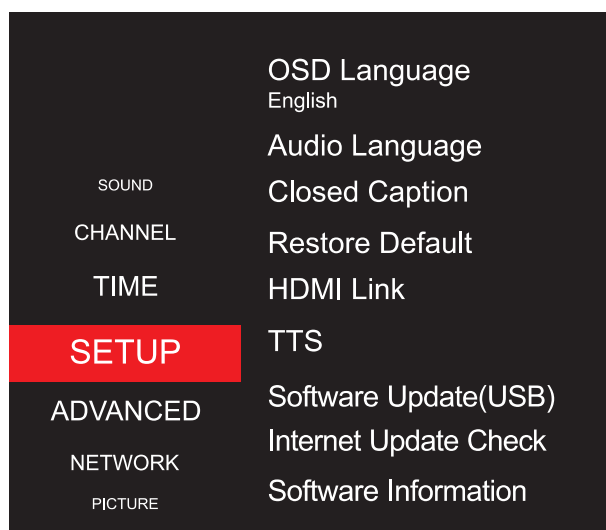 SOUND
CHANNEL
TIME
SETUP
ADVANCED
NETWORK
PICTURE
OSD Language
English
Audio Language
Closed Caption
Restore Default
HDMI Link
TTS
Software Update(USB)
Internet Update Check
Software Information